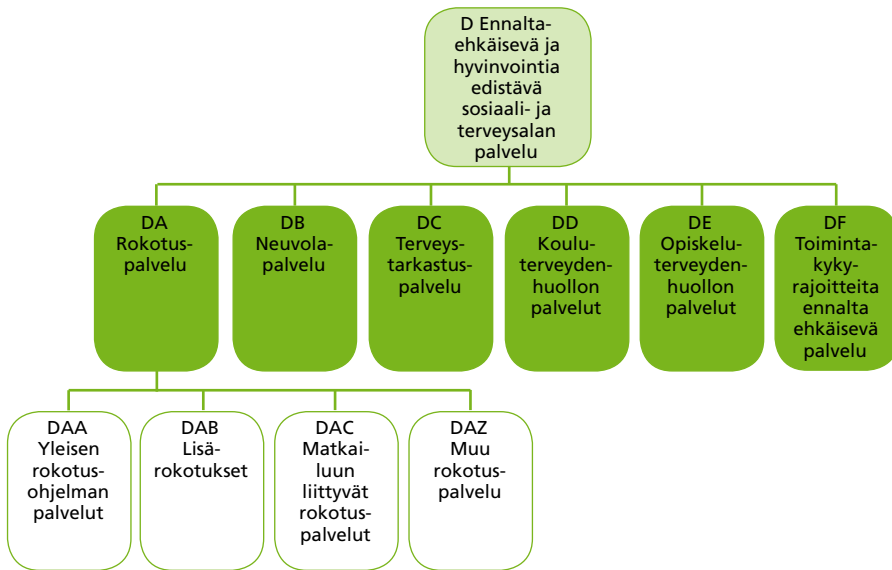 D Ennalta-
ehkäisevä ja
hyvinvointia
edistävä
sosiaali- ja
terveysalan
palvelu
DA
Rokotus-
palvelu
DB
Neuvola-
palvelu
DC
Terveys-
tarkastus-
palvelu
DD
Koulu-
terveyden-
huollon
palvelut
DE
Opiskelu-
terveyden-
huollon
palvelut
DF
Toiminta-
kyky-
rajoitteita
ennalta
ehkäisevä
palvelu
DAA
Yleisen
rokotus-
ohjelman
palvelut
DAB
Lisä-
rokotukset
DAC
Matkai-
luun
liittyvät
rokotus-
palvelut
DAZ
Muu
rokotus-
palvelu